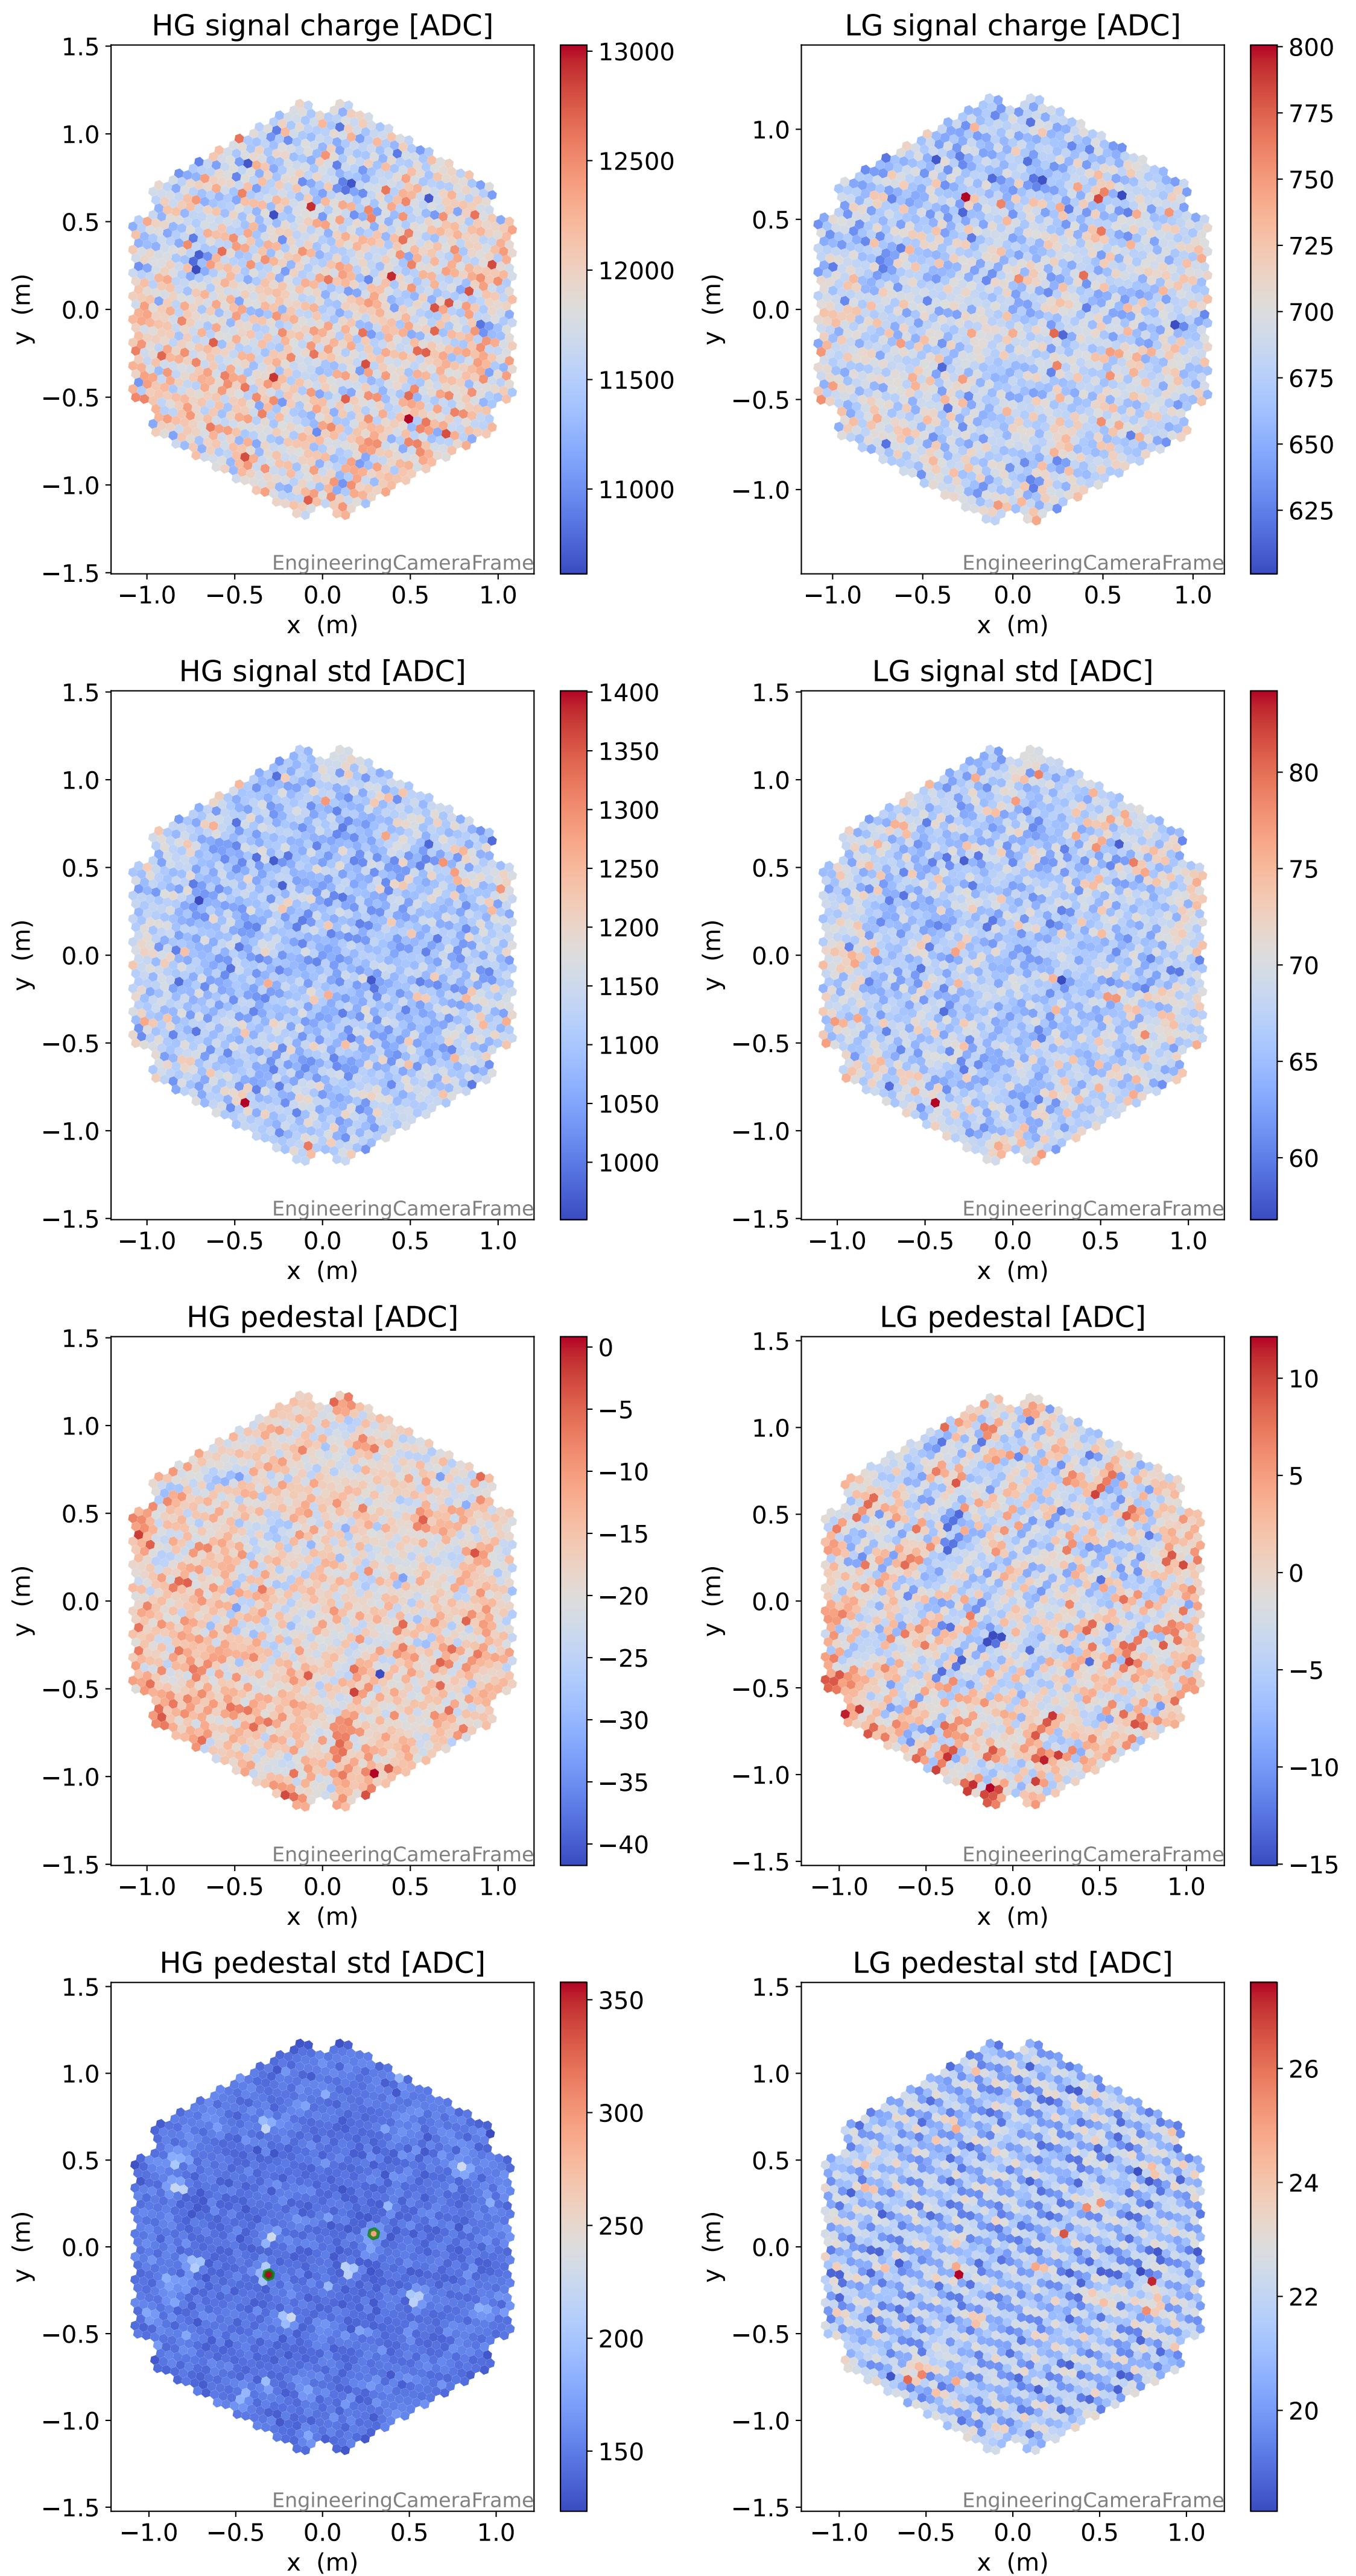 HG signal charge [ADC]
LG signal charge [ADC]
1.5
1.0
0.5
0.0
−0.5
−1.0
−1.5
y (m)
−1.0 −0.5 0.0 0.5 1.0
x (m)
EngineeringCameraFrame
13000
12500
12000
11500
11000
1.0
0.5
0.0
−0.5
−1.0
y (m)
−1.0 −0.5 0.0 0.5 1.0
x (m)
EngineeringCameraFrame
800
775
750
725
700
675
650
625
HG signal std [ADC]
LG signal std [ADC]
1.5
1.0
0.5
0.0
−0.5
−1.0
−1.5
y (m)
−1.0 −0.5 0.0 0.5 1.0
x (m)
EngineeringCameraFrame
1400
1350
1300
1250
1200
1150
1100
1050
1000
1.5
1.0
0.5
0.0
−0.5
−1.0
−1.5
y (m)
−1.0 −0.5 0.0 0.5 1.0
x (m)
EngineeringCameraFrame
80
75
70
65
60
HG pedestal [ADC]
LG pedestal [ADC]
1.5
1.0
0.5
0.0
−0.5
−1.0
−1.5
y (m)
−1.0 −0.5 0.0 0.5 1.0
x (m)
EngineeringCameraFrame
0
−5
−10
−15
−20
−25
−30
−35
−40
1.5
1.0
0.5
0.0
−0.5
−1.0
−1.5
y (m)
−1.0 −0.5 0.0 0.5 1.0
x (m)
EngineeringCameraFrame
10
5
0
−5
−10
−15
HG pedestal std [ADC]
LG pedestal std [ADC]
1.5
1.0
0.5
0.0
−0.5
−1.0
−1.5
y (m)
−1.0 −0.5 0.0 0.5 1.0
x (m)
EngineeringCameraFrame
350
300
250
200
150
1.5
1.0
0.5
0.0
−0.5
−1.0
−1.5
y (m)
−1.0 −0.5 0.0 0.5 1.0
x (m)
EngineeringCameraFrame
26
24
22
20